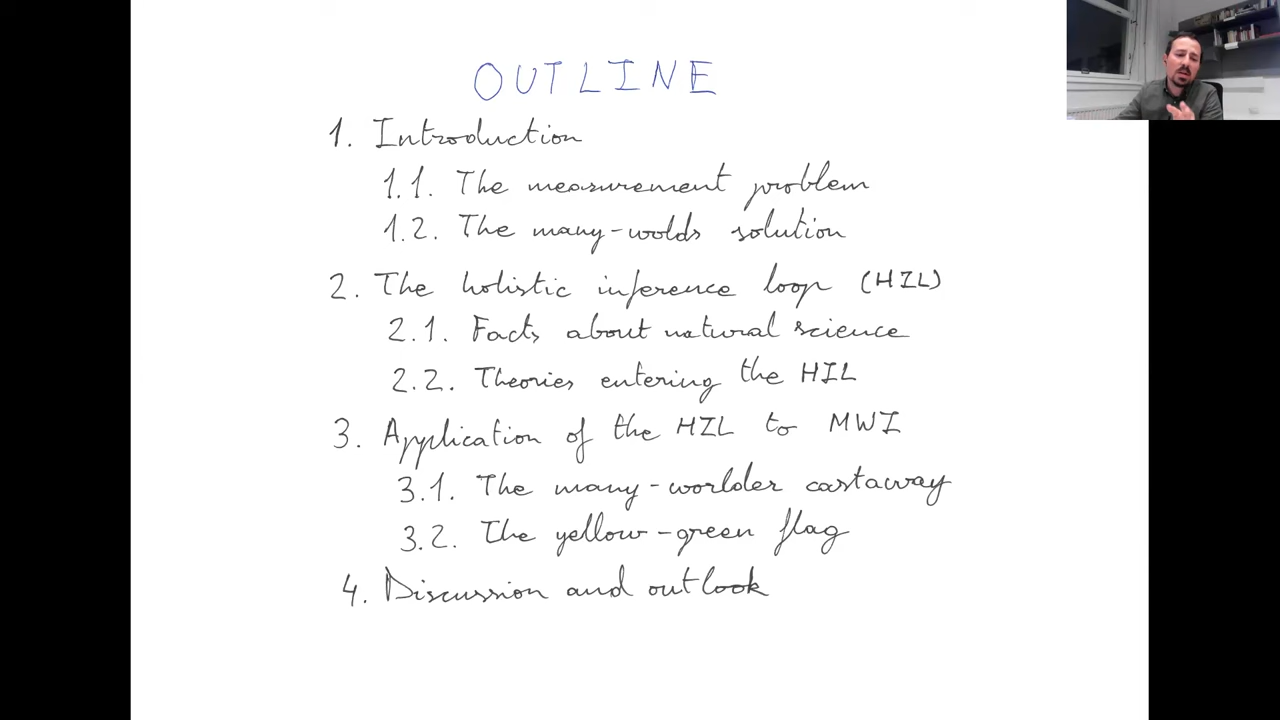 OUTLINE
1. Introduction
1.1. The measurement problem
1.2. The many-wolds solution
2. The holistic inference loop (HIL)
2.1. Facts about natural science
2.2. Theories entering the HIL
3. Application of the HIL to MWI
3.1. The many-worlder castaway
3.2. The yellow-green flag
4. Discussion and outlook